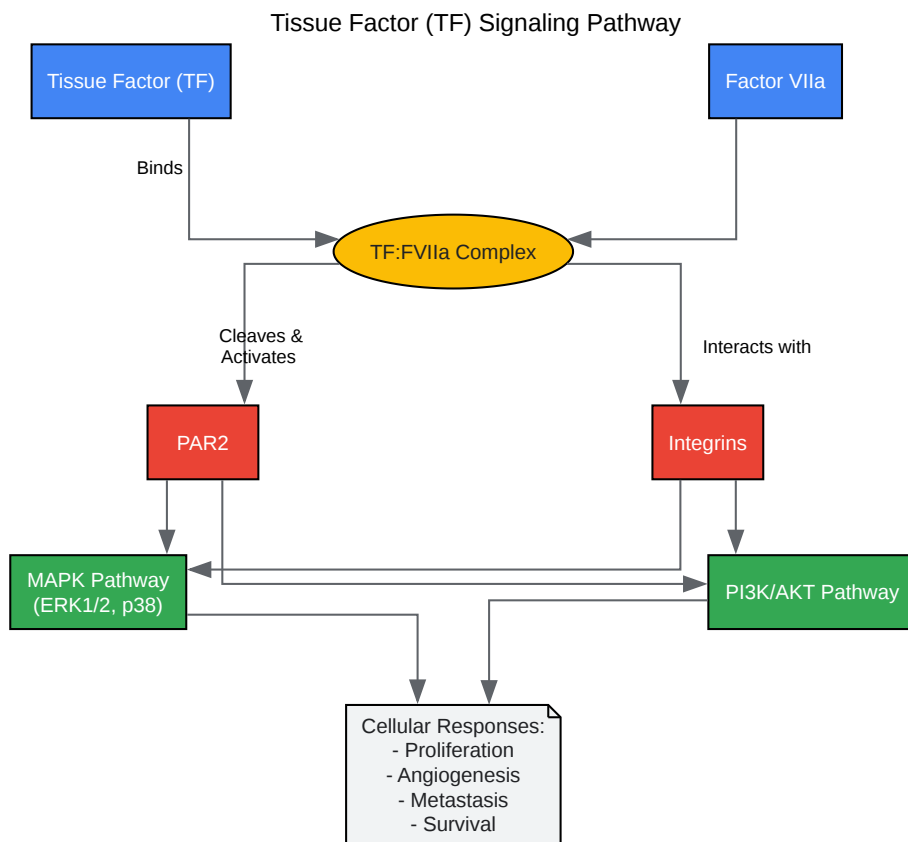 Tissue Factor (TF) Signaling Pathway
Tissue Factor (TF)
Factor VIIa
Binds
TF:FVIIa Complex
Cleaves &
Activates
Interacts with
PAR2
Integrins
MAPK Pathway
(ERK1/2, p38)
PI3K/AKT Pathway
Cellular Responses:
- Proliferation
- Angiogenesis
- Metastasis
- Survival